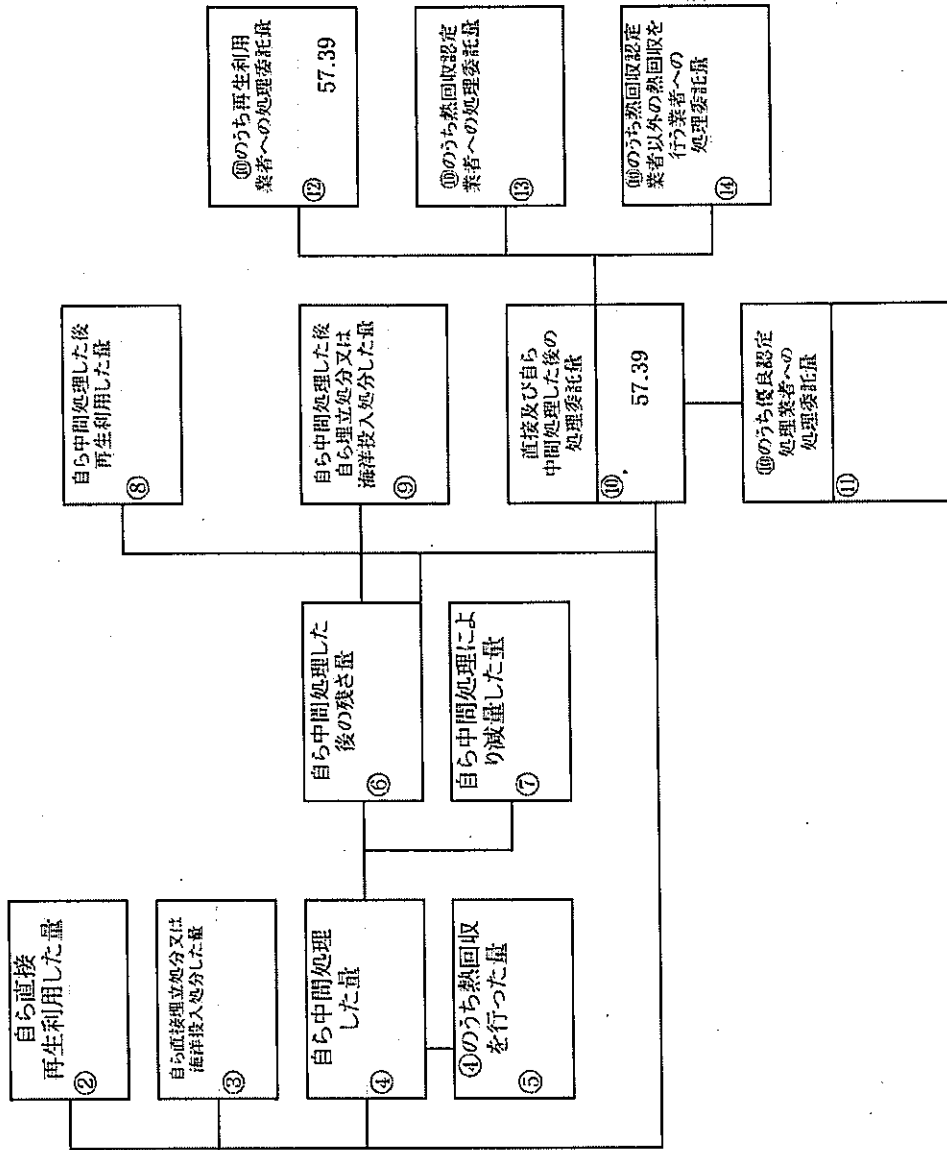 自ら直接
再生利用した量
②
自ら直接埋立処分又は
海洋投入処分した量
③
自ら中間処理
した量
④
④のうち熱回収
を行った量
⑤
自ら中間処理した
後の残さ量
⑥
自ら中間処理によ
り減量した量
⑦
自ら中間処理した後
再生利用した量
⑧
自ら中間処理した後
自ら埋立処分又は
海洋投入処分した量
⑨
直接及び自ら
中間処理した後の
処理委託量
⑩
57.39
⑩のうち優良認定
処理業者への
処理委託量
⑪
⑩のうち再生利用
業者への処理委託量
⑫
57.39
⑩のうち熱回収認定
業者への処理委託量
⑬
⑩のうち熱回収認定
業者以外の熱回収を
行う業者への
処理委託量
⑭